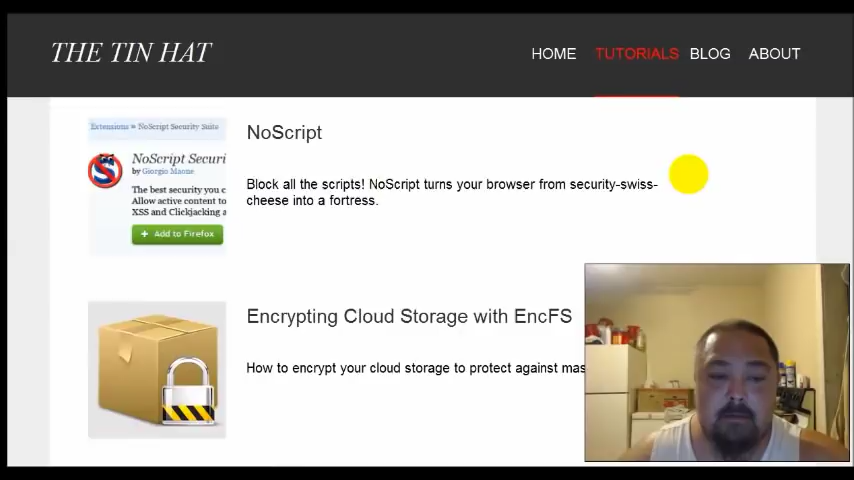 THE TIN HAT
HOME TUTORIALS BLOG ABOUT
Extensions » NoScript Security Suite
NoScript Securi
by Giorgio Maone
The best security you c
Allow active content to
XSS and Clickjacking a
+ Add to Firefox
NoScript
Block all the scripts! NoScript turns your browser from security-swiss-
cheese into a fortress.
Encrypting Cloud Storage with EncFS
How to encrypt your cloud storage to protect against mas